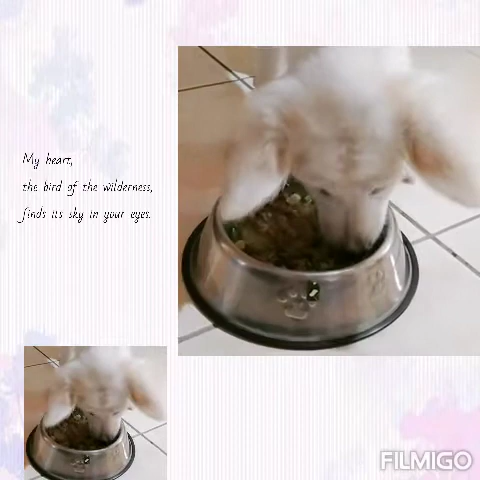 My heart,
the bird of the wilderness,
finds its sky in your eyes.
FILMIGO